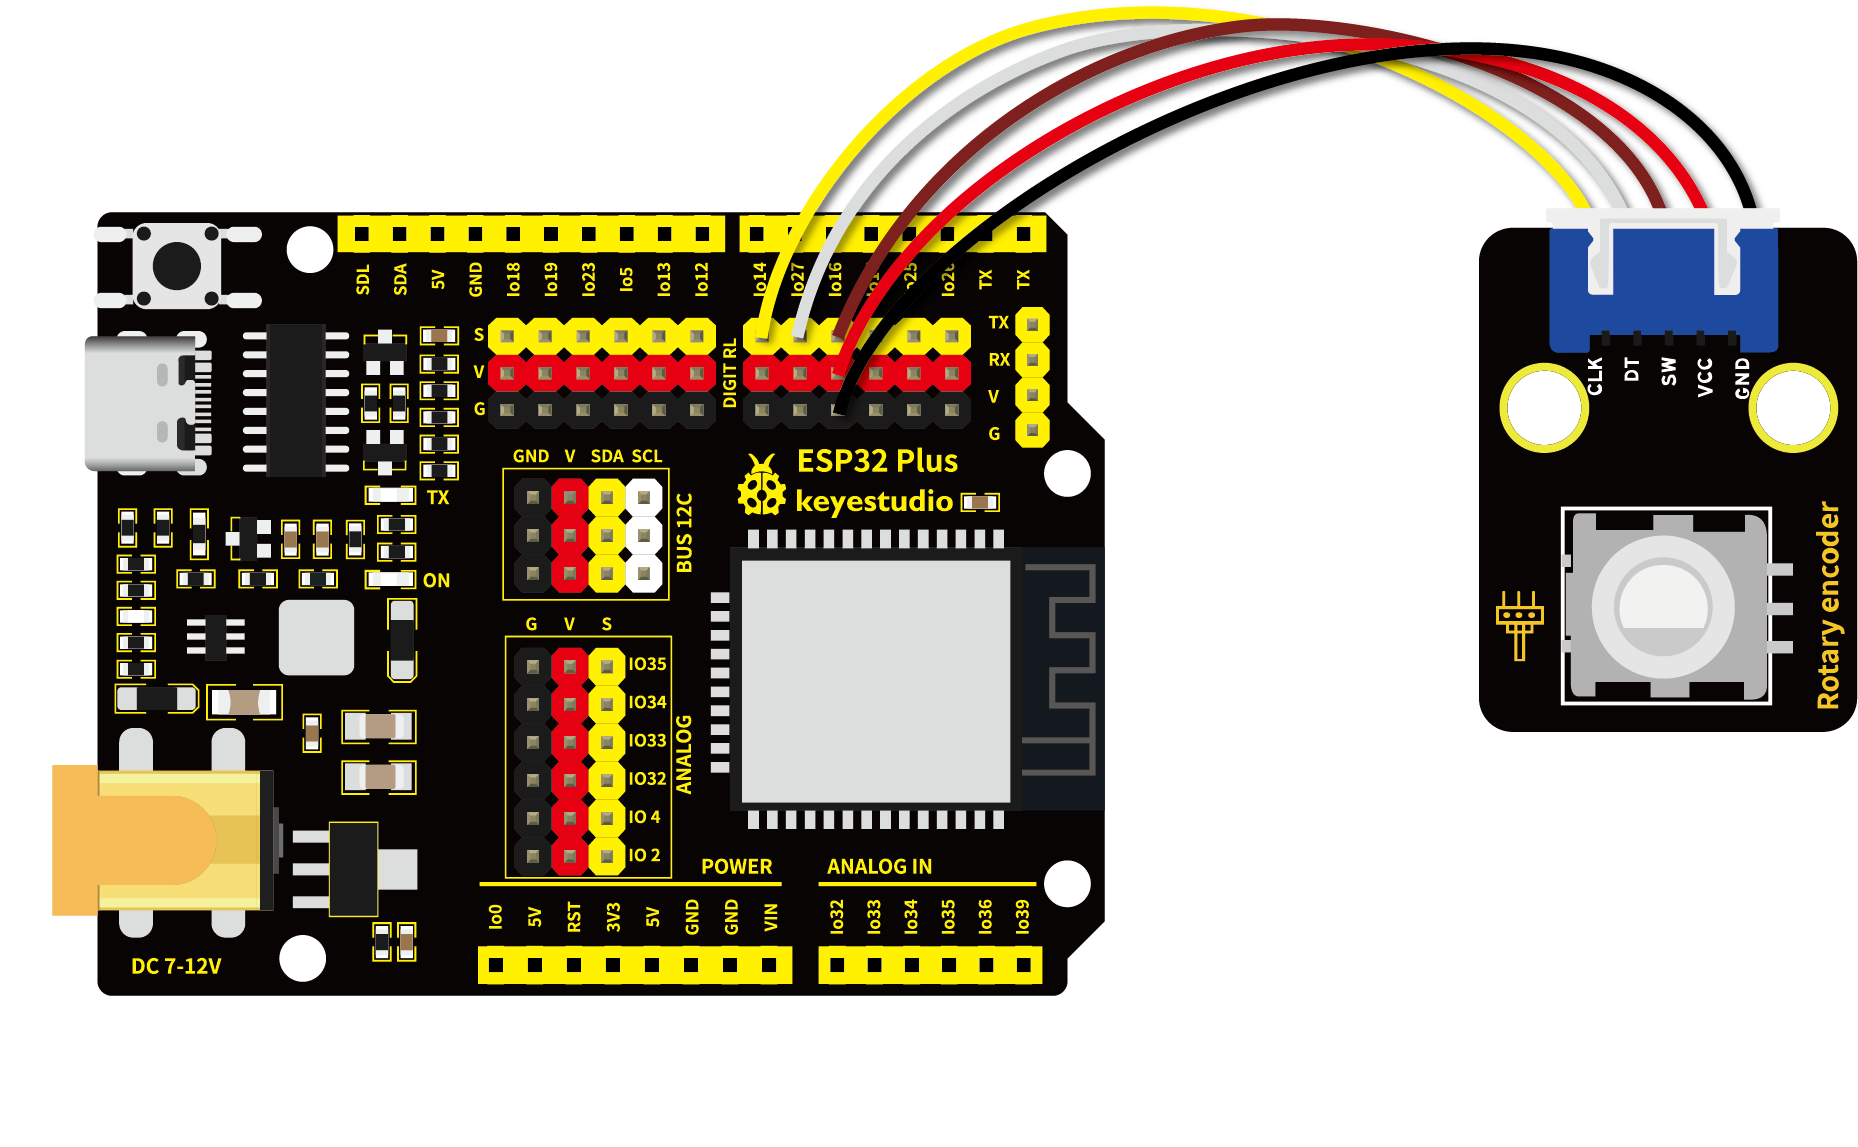 SDL
SDA
5V
GND
Io18
Io19
Io23
Io5
Io13
Io12
Io14
Io27
Io16
TX
TX
S
V
G
DIGIT RL
TX
RX
V
G
GND V SDA SCL
BUS 12C
ESP32 Plus
keyestudio
TX
ON
G V S
IO35
IO34
IO33
IO32
IO 4
IO 2
ANALOG
POWER
ANALOG IN
Io0
5V
RST
3V3
5V
GND
GND
VIN
Io32
Io33
Io34
Io35
Io36
Io39
DC 7-12V
CLK
DT
SW
VCC
GND
Rotary encoder